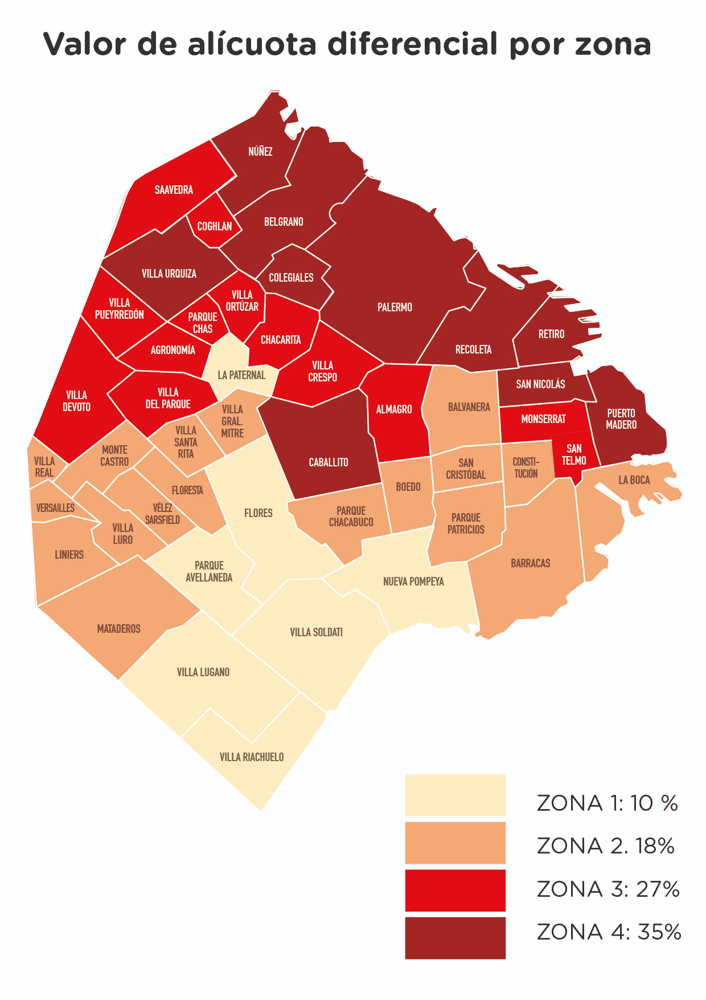 Valor de alícuota diferencial por zona
NÚÑEZ
SAAVEDRA
COGHLAN
BELGRANO
VILLA URQUIZA
COLEGIALES
VILLA
PUEYRREDÓN
VILLA
ORTÚZAR
PARQUE
CHAS
PALERMO
CHACARITA
RETIRO
AGRONOMÍA
RECOLETA
LA PATERNAL
VILLA
CRESPO
SAN NICOLÁS
VILLA
DEVOTO
VILLA
DEL PARQUE
VILLA
GRAL.
MITRE
ALMAGRO
BALVANERA
MONSERRAT
PUERTO
MADERO
VILLA
SANTA
RITA
MONTE
CASTRO
VILLA
REAL
CABALLITO
SAN
CRISTÓBAL
CONSTI-
TUCIÓN
SAN
TELMO
LA BOCA
FLORESTA
BOEDO
VERSAILLES
VÉLEZ
SARSFIELD
FLORES
PARQUE
CHACABUCO
PARQUE
PATRICIOS
VILLA
LURO
LINIERS
BARRACAS
PARQUE
AVELLANEDA
NUEVA POMPEYA
MATADEROS
VILLA SOLDATI
VILLA LUGANO
VILLA RIACHUELO
ZONA 1: 10 %
ZONA 2. 18%
ZONA 3: 27%
ZONA 4: 35%